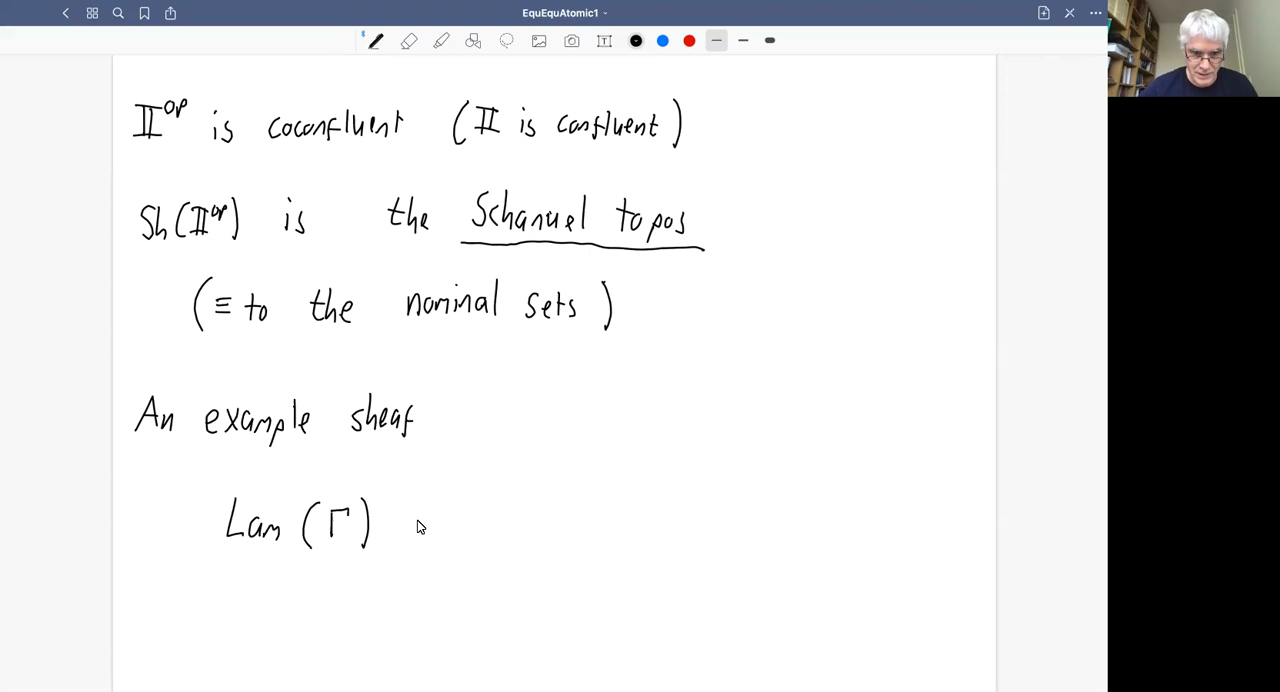 EquEquAtomic1
𝕀^op is coconfluent (𝕀 is confluent)
Sh(𝕀^op) is the Schanuel topos
(≡ to the nominal sets)
An example sheaf
Lam (Γ)